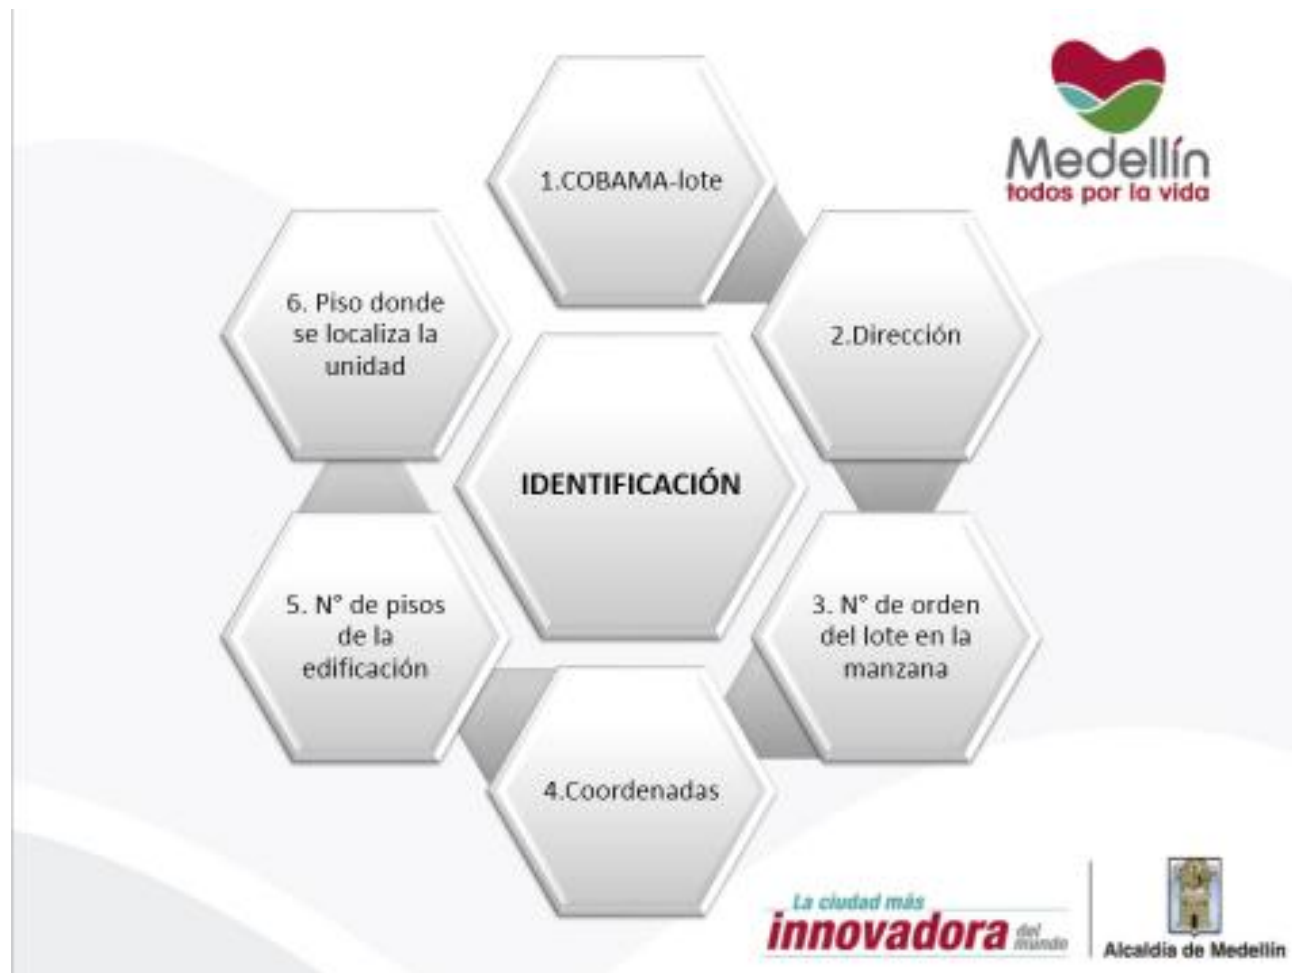 Medellín
todos por la vida
1.COBAMA-lote
2.Dirección
3. N° de orden
del lote en la
manzana
4.Coordenadas
5. N° de pisos
de la
edificación
6. Piso donde
se localiza la
unidad
IDENTIFICACIÓN
La ciudad más
innovadora del
mundo
Alcaldía de Medellín